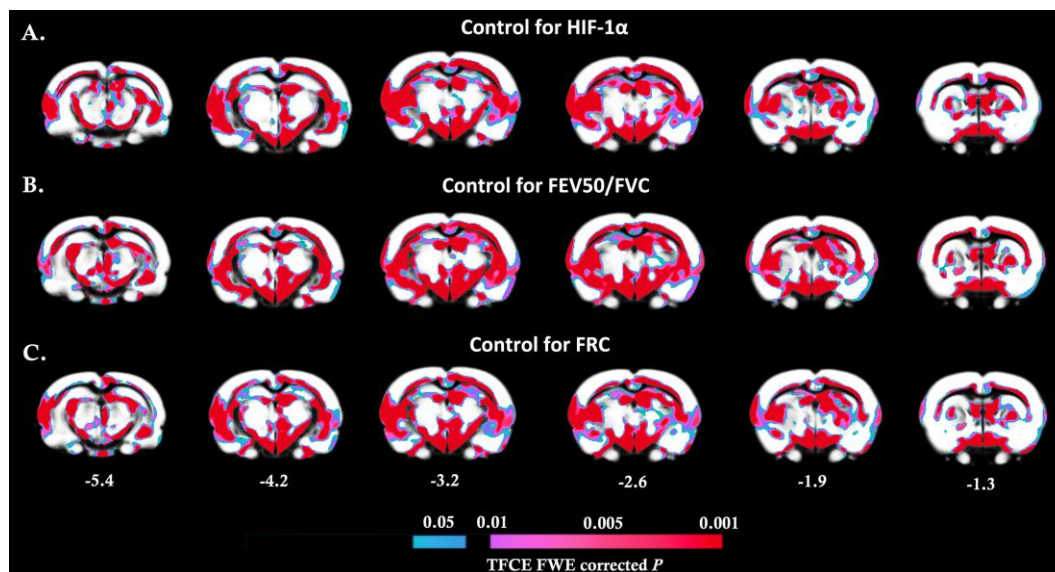 A.
Control for HIF-1α
B.
Control for FEV50/FVC
C.
Control for FRC
-5.4 -4.2 -3.2 -2.6 -1.9 -1.3
0.05 0.01 0.005 0.001
TFCE FWE corrected P